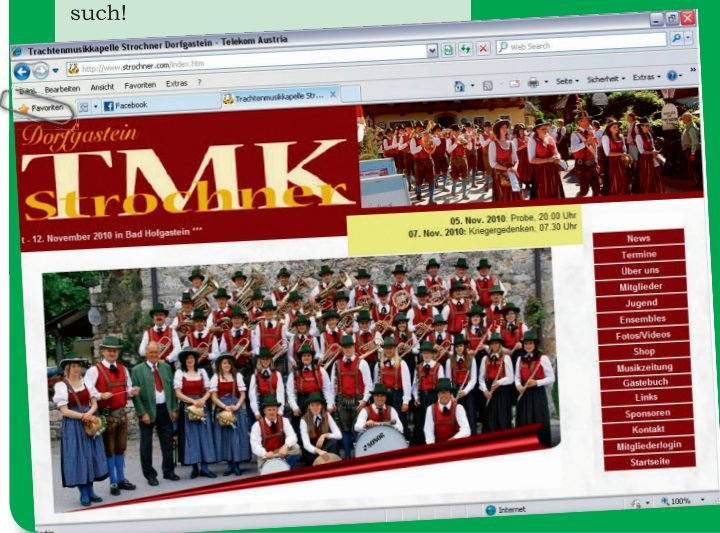 such!
Trachtenmusikkapelle Strochner Dorfgastein - Telekom Austria
http://www.strochner.com/index.htm
Web Search
Bearbeiten Ansicht Favoriten Extras ?
Favoriten
Facebook
Trachtenmusikkapelle Str...
Seite
Sicherheit
Extras
Dorfgastein
TMK
Strochner
t - 12. November 2010 in Bad Hofgastein ***
05. Nov. 2010: Probe, 20.00 Uhr
07. Nov. 2010: Kriegergedenken, 07.30 Uhr
News
Termine
Über uns
Mitglieder
Jugend
Ensembles
Fotos/Videos
Shop
Musikzeitung
Gästebuch
Links
Sponsoren
Kontakt
Mitgliederlogin
Startseite
SONOR
Internet
100%